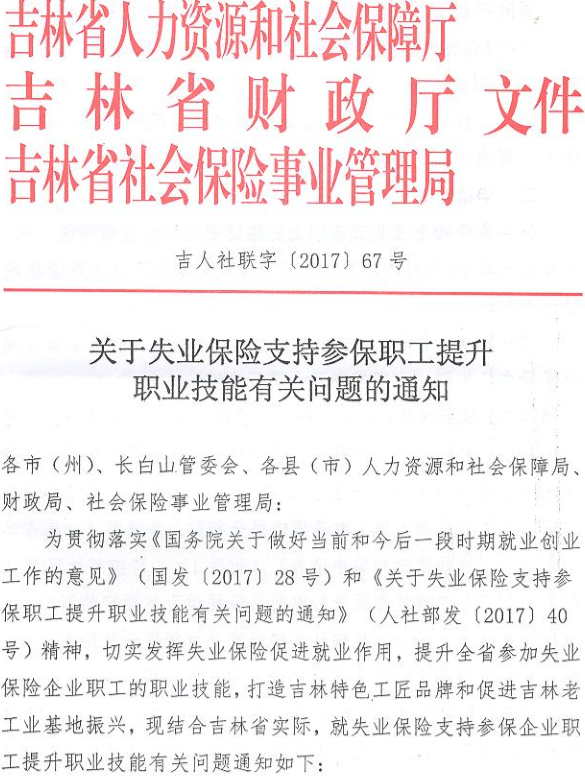 吉林省人力资源和社会保障厅
吉林省财政厅文件
吉林省社会保险事业管理局
吉人社联字〔2017〕67号
关于失业保险支持参保职工提升
职业技能有关问题的通知
各市（州）、长白山管委会、各县（市）人力资源和社会保障局、
财政局、社会保险事业管理局：
为贯彻落实《国务院关于做好当前和今后一段时期就业创业
工作的意见》（国发〔2017〕28号）和《关于失业保险支持参
保职工提升职业技能有关问题的通知》（人社部发〔2017〕40
号）精神，切实发挥失业保险促进就业作用，提升全省参加失业
保险企业职工的职业技能，打造吉林特色工匠品牌和促进吉林老
工业基地振兴，现结合吉林省实际，就失业保险支持参保企业职
工提升职业技能有关问题通知如下：